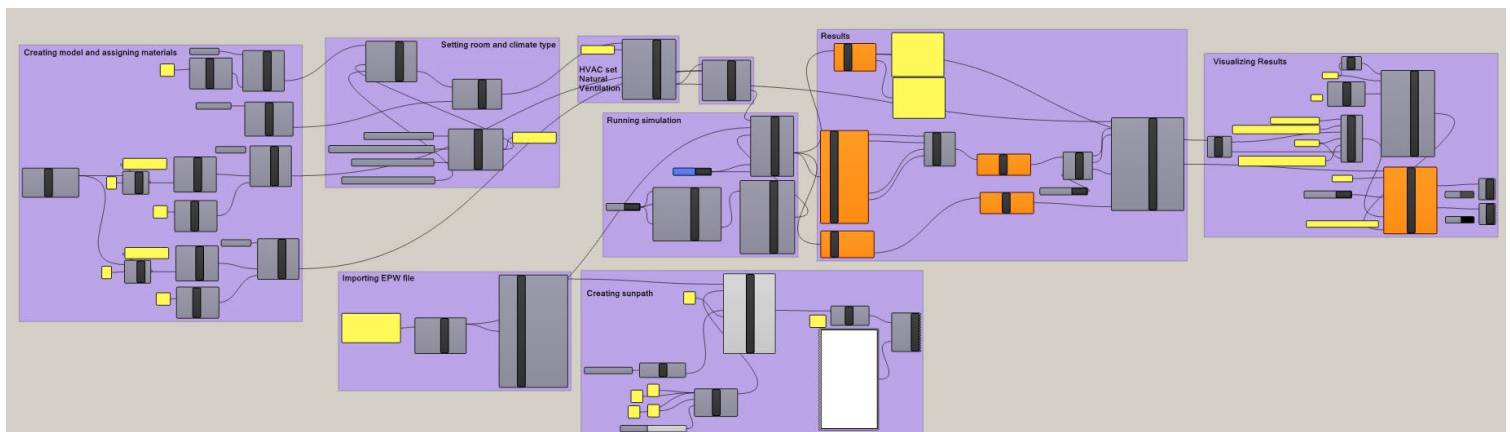 Creating model and assigning materials
Setting room and climate type
HVAC set
Natural
Ventilation
Results
Visualizing Results
Running simulation
Importing EPW file
Creating sunpath